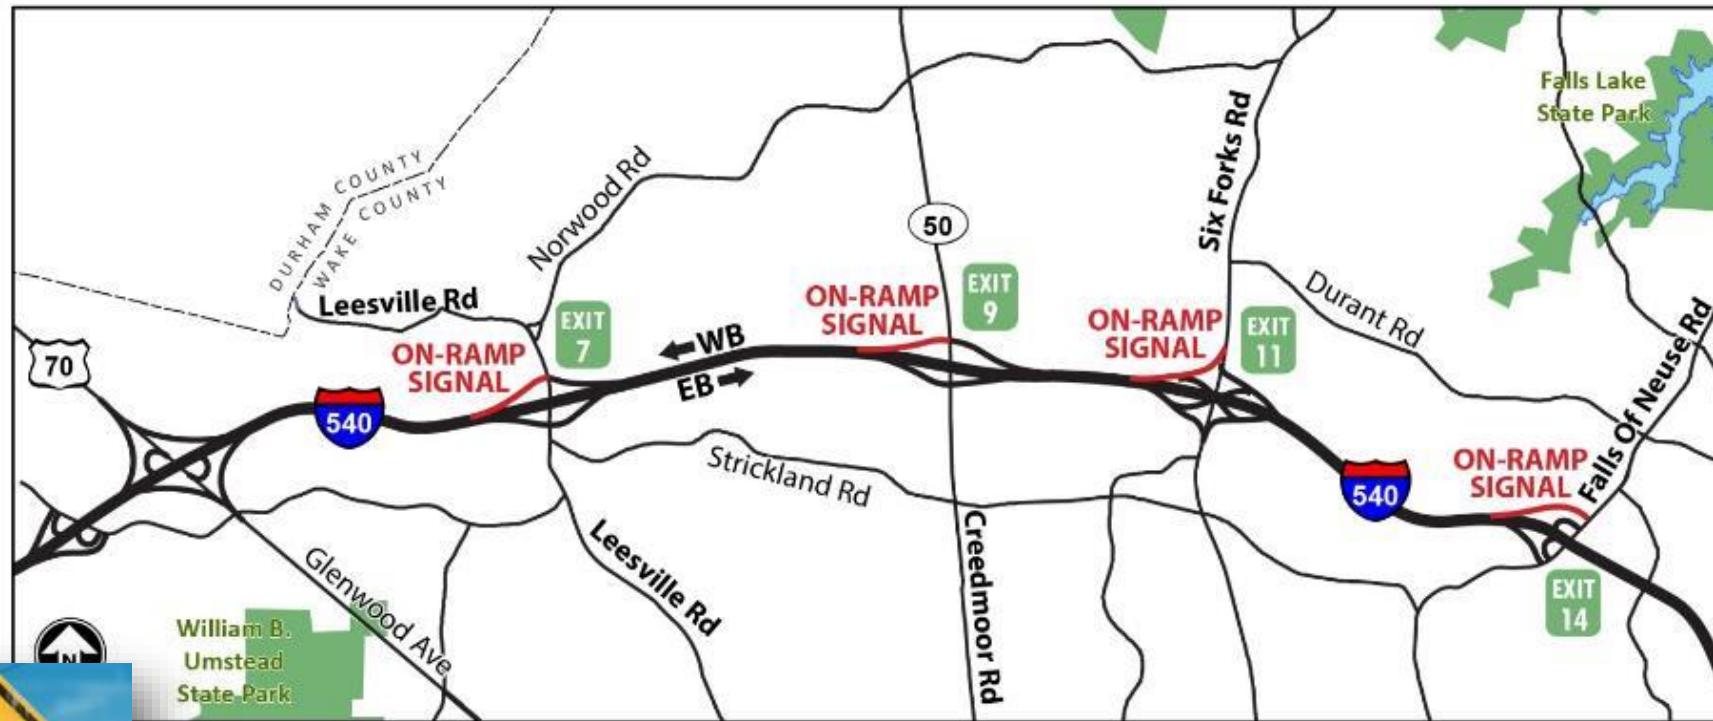 Falls Lake
State Park
Six Forks Rd
DURHAM COUNTY
WAKE COUNTY
Norwood Rd
50
Leesville Rd
ON-RAMP
SIGNAL
EXIT
9
Durant Rd
EXIT
7
WB
EB
ON-RAMP
SIGNAL
EXIT
11
70
ON-RAMP
SIGNAL
540
Falls Of Neuse Rd
Strickland Rd
ON-RAMP
SIGNAL
540
Glenwood Ave
Leesville Rd
Creedmoor Rd
EXIT
14
William B.
Umstead
State Park
N